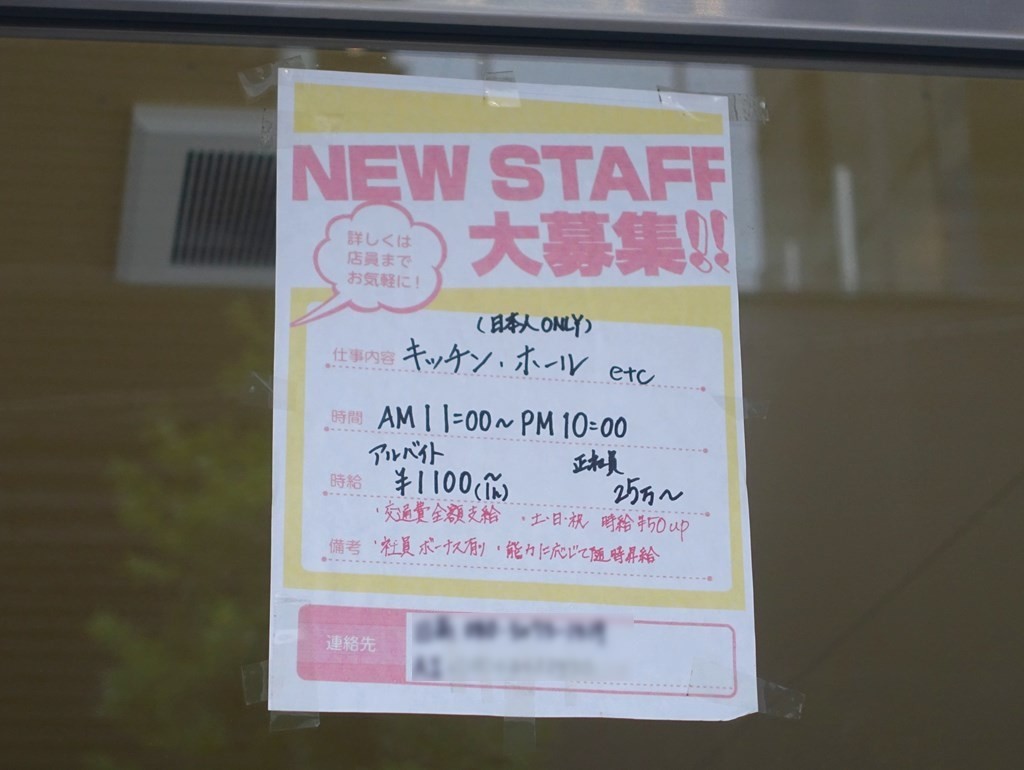 NEW STAFF
大募集!!
詳しくは
店員まで
お気軽に!
(日本人ONLY)
仕事内容 キッチン・ホール etc
時間 AM11:00~PM10:00
アルバイト 正社員
時給 ¥1100~(1h) 25万~
・交通費全額支給 ・土・日・祝 時給¥50up
備考 ・社員ボーナス有り ・能力に応じて随時昇給
連絡先